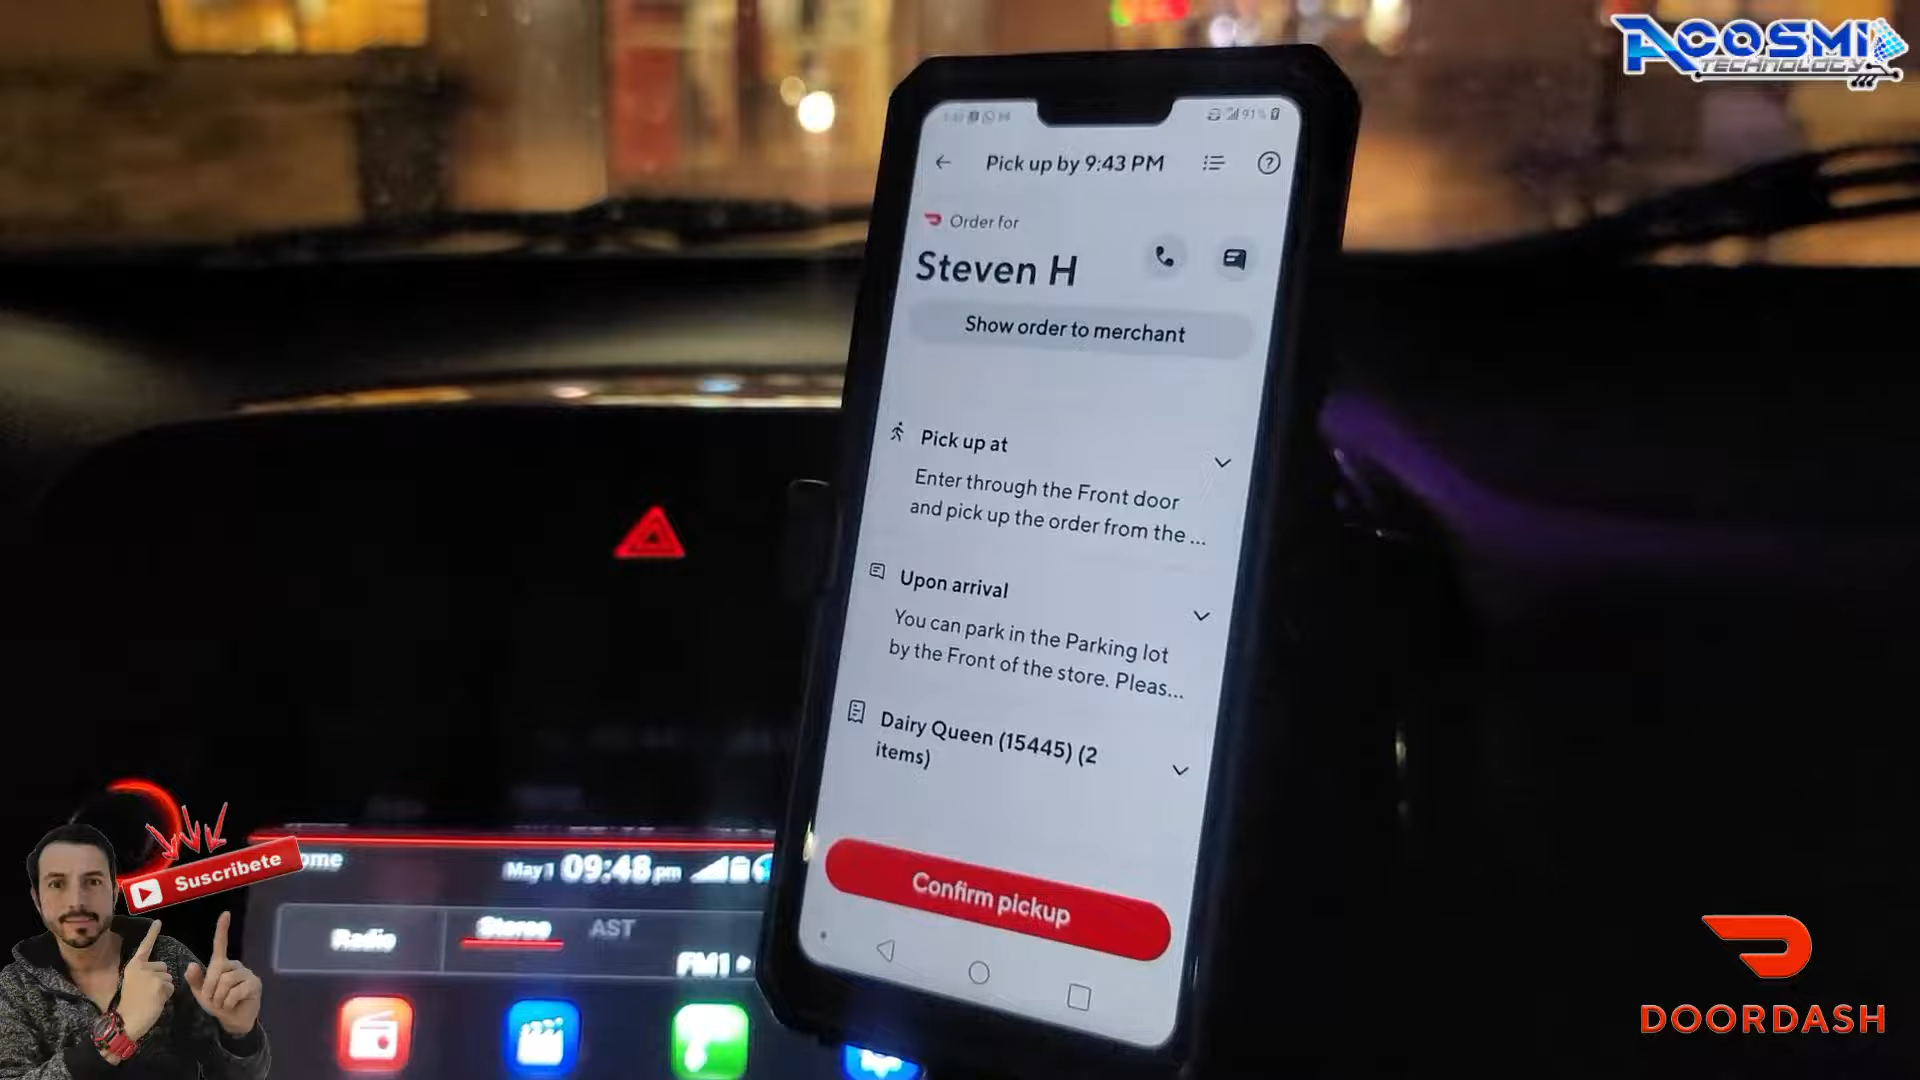 ACOSMI
TECHNOLOGY
91%
Pick up by 9:43 PM
Order for
Steven H
Show order to merchant
Pick up at
Enter through the Front door
and pick up the order from the ...
Upon arrival
You can park in the Parking lot
by the Front of the store. Pleas...
Dairy Queen (15445) (2
items)
Confirm pickup
Suscribete
ome
May 1 09:48 pm
Radio
Stereo
AST
FM1
DOORDASH